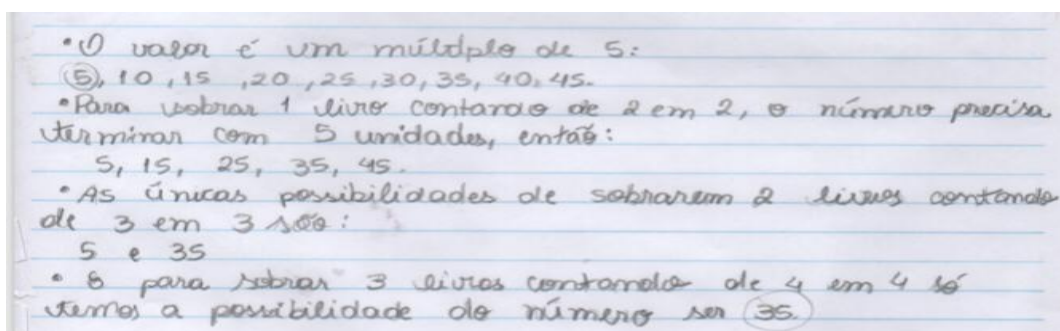 • O valor é um múltiplo de 5:
5, 10, 15, 20, 25, 30, 35, 40, 45.
• Para sobrar 1 livro contando de 2 em 2, o número precisa
terminar com 5 unidades, então:
5, 15, 25, 35, 45.
• As únicas possibilidades de sobrarem 2 livros contando
de 3 em 3 são:
5 e 35
• E para sobrar 3 livros contando de 4 em 4 só
temos a possibilidade do número ser 35.